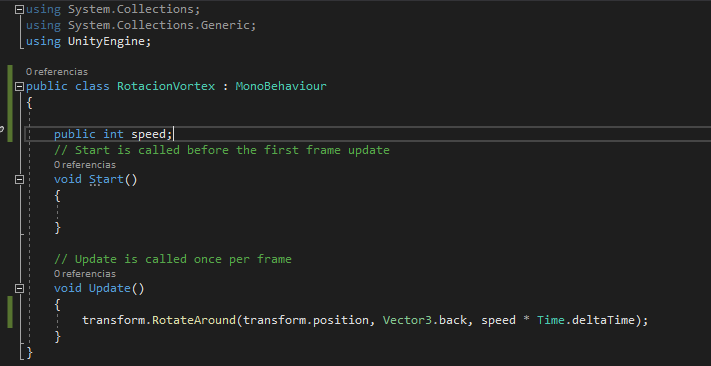 using System.Collections;
using System.Collections.Generic;
using UnityEngine;
0 referencias
public class RotacionVortex : MonoBehaviour
{
public int speed;
// Start is called before the first frame update
0 referencias
void Start()
{
}
// Update is called once per frame
0 referencias
void Update()
{
transform.RotateAround(transform.position, Vector3.back, speed * Time.deltaTime);
}
}